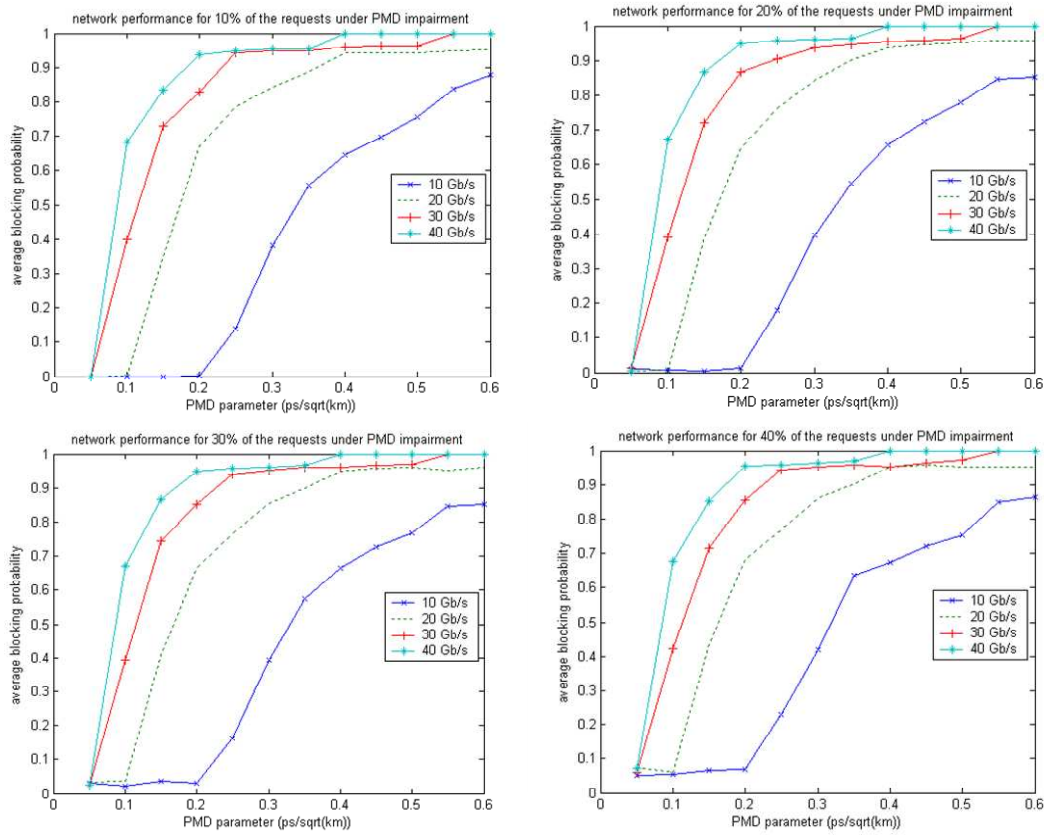 network performance for 10% of the requests under PMD impairment
1
0.9
0.8
0.7
0.6
0.5
0.4
0.3
0.2
0.1
0
average blocking probability
10 Gb/s
20 Gb/s
30 Gb/s
40 Gb/s
0 0.1 0.2 0.3 0.4 0.5 0.6
PMD parameter (ps/sqrt(km))
network performance for 20% of the requests under PMD impairment
1
0.9
0.8
0.7
0.6
0.5
0.4
0.3
0.2
0.1
0
average blocking probability
10 Gb/s
20 Gb/s
30 Gb/s
40 Gb/s
0 0.1 0.2 0.3 0.4 0.5 0.6
PMD parameter (ps/sqrt(km))
network performance for 30% of the requests under PMD impairment
1
0.9
0.8
0.7
0.6
0.5
0.4
0.3
0.2
0.1
0
average blocking probability
10 Gb/s
20 Gb/s
30 Gb/s
40 Gb/s
0 0.1 0.2 0.3 0.4 0.5 0.6
PMD parameter (ps/sqrt(km))
network performance for 40% of the requests under PMD impairment
1
0.9
0.8
0.7
0.6
0.5
0.4
0.3
0.2
0.1
0
average blocking probability
10 Gb/s
20 Gb/s
30 Gb/s
40 Gb/s
0 0.1 0.2 0.3 0.4 0.5 0.6
PMD parameter (ps/sqrt(km))